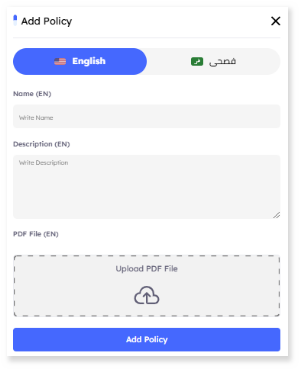 Add Policy
English
فصحى
Name (EN)
Write Name
Description (EN)
Write Description
PDF File (EN)
Upload PDF File
Add Policy